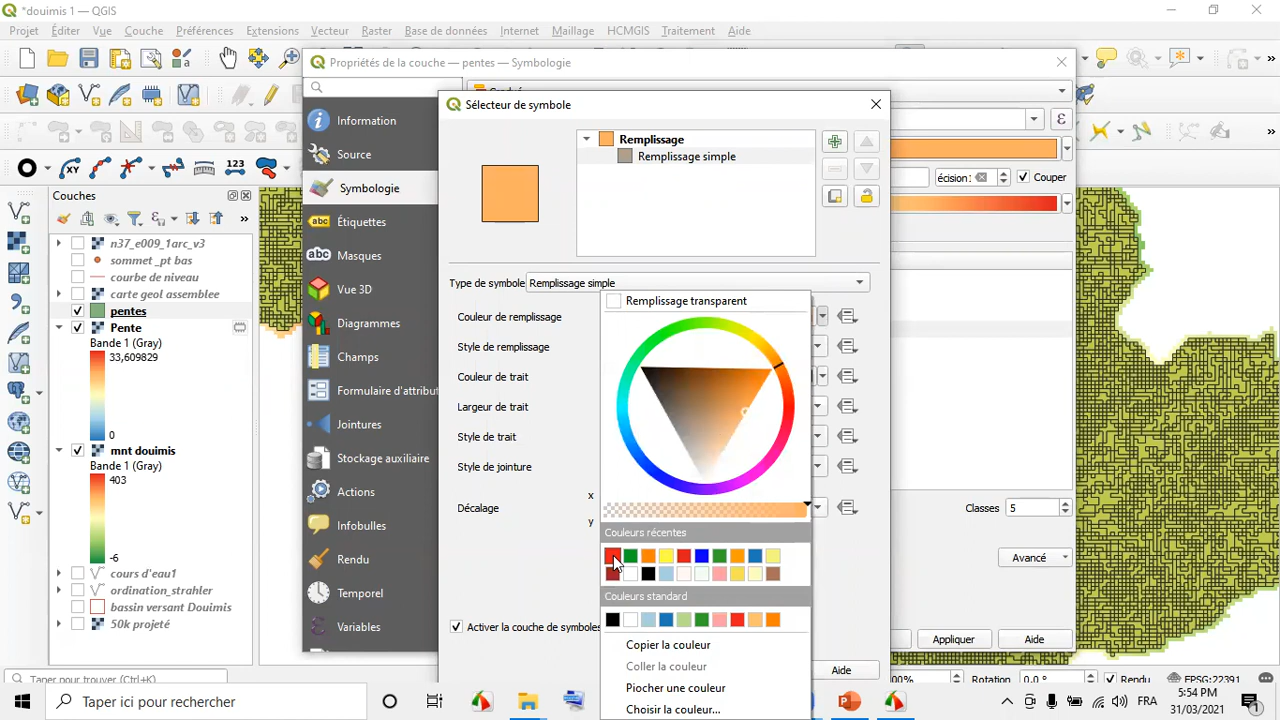 *douimis 1 — QGIS
Projet Éditer Vue Couche Préférences Extensions Vecteur Raster Base de données Internet Maillage HCMGIS Traitement Aide
Propriétés de la couche — pentes — Symbologie
Sélecteur de symbole
Information
Source
Symbologie
Étiquettes
Masques
Vue 3D
Diagrammes
Champs
Formulaire d'attribut
Jointures
Stockage auxiliaire
Actions
Infobulles
Rendu
Temporel
Variables
Remplissage
Remplissage simple
écision 1
Couper
Type de symbole Remplissage simple
Remplissage transparent
Couleur de remplissage
Style de remplissage
Couleur de trait
Largeur de trait
Style de trait
Style de jointure
x
Décalage
y
Couleurs récentes
Couleurs standard
Activer la couche de symboles
Copier la couleur
Coller la couleur
Piocher une couleur
Choisir la couleur...
Aide
Classes 5
Avancé
Appliquer
Aide
Couches
n37_e009_1arc_v3
sommet _pt bas
courbe de niveau
carte geol assemblee
pentes
Pente
Bande 1 (Gray)
33,609829
0
mnt douimis
Bande 1 (Gray)
403
-6
cours d'eau1
ordination_strahler
bassin versant Douimis
50k projeté
Taper pour trouver (Ctrl+K)
00%
Rotation 0,0 °
Rendu
EPSG:22391
Taper ici pour rechercher
FRA
5:54 PM
31/03/2021